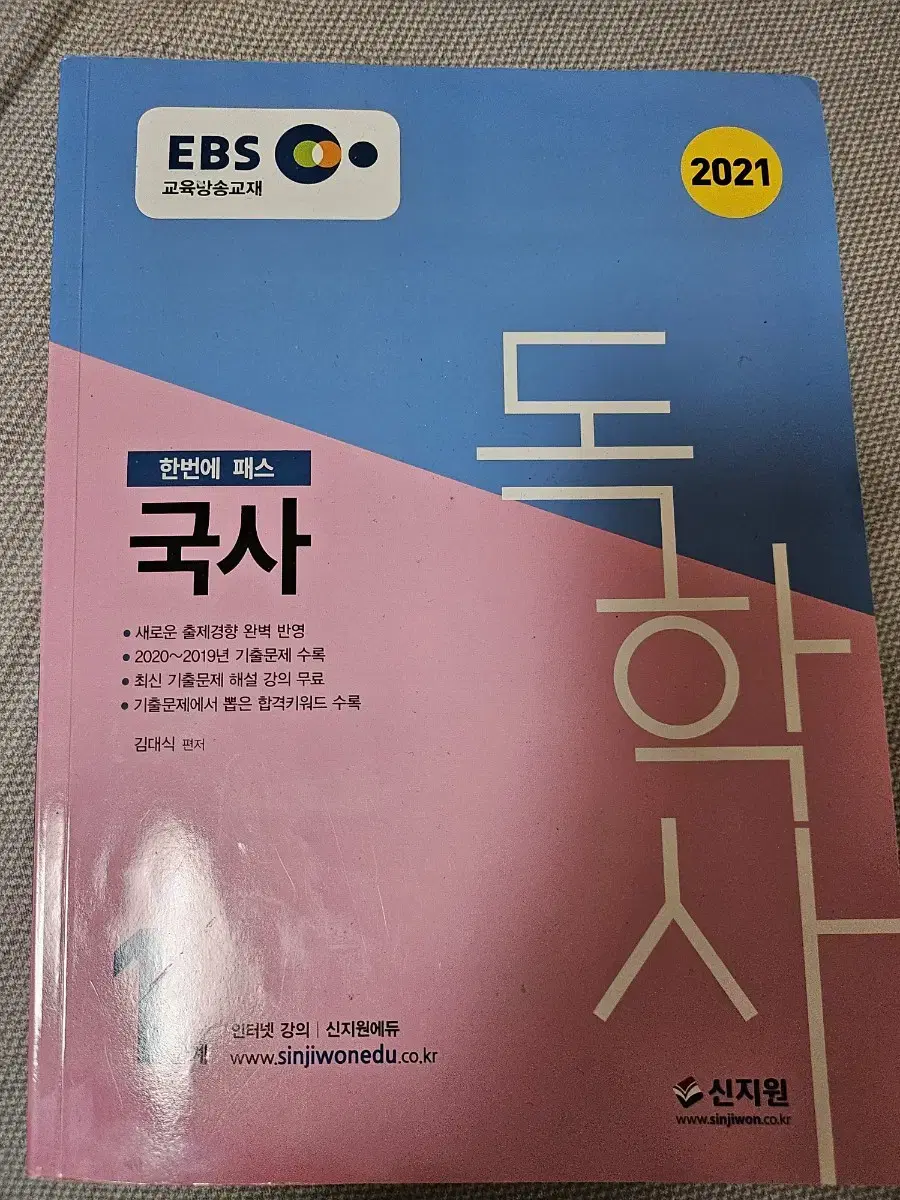 EBS
교육방송교재
2021
독학사
한번에 패스
국사
• 새로운 출제경향 완벽 반영
• 2020~2019년 기출문제 수록
• 최신 기출문제 해설 강의 무료
• 기출문제에서 뽑은 합격키워드 수록
김대식 편저
인터넷 강의 | 신지원에듀
www.sinjiwonedu.co.kr
1
계
신지원
www.sinjiwon.co.kr